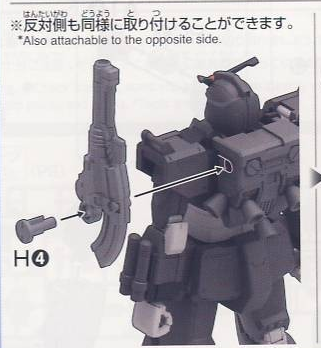 はんたいがわ どうよう と つ
※反対側も同様に取り付けることができます。
*Also attachable to the opposite side.
H❹